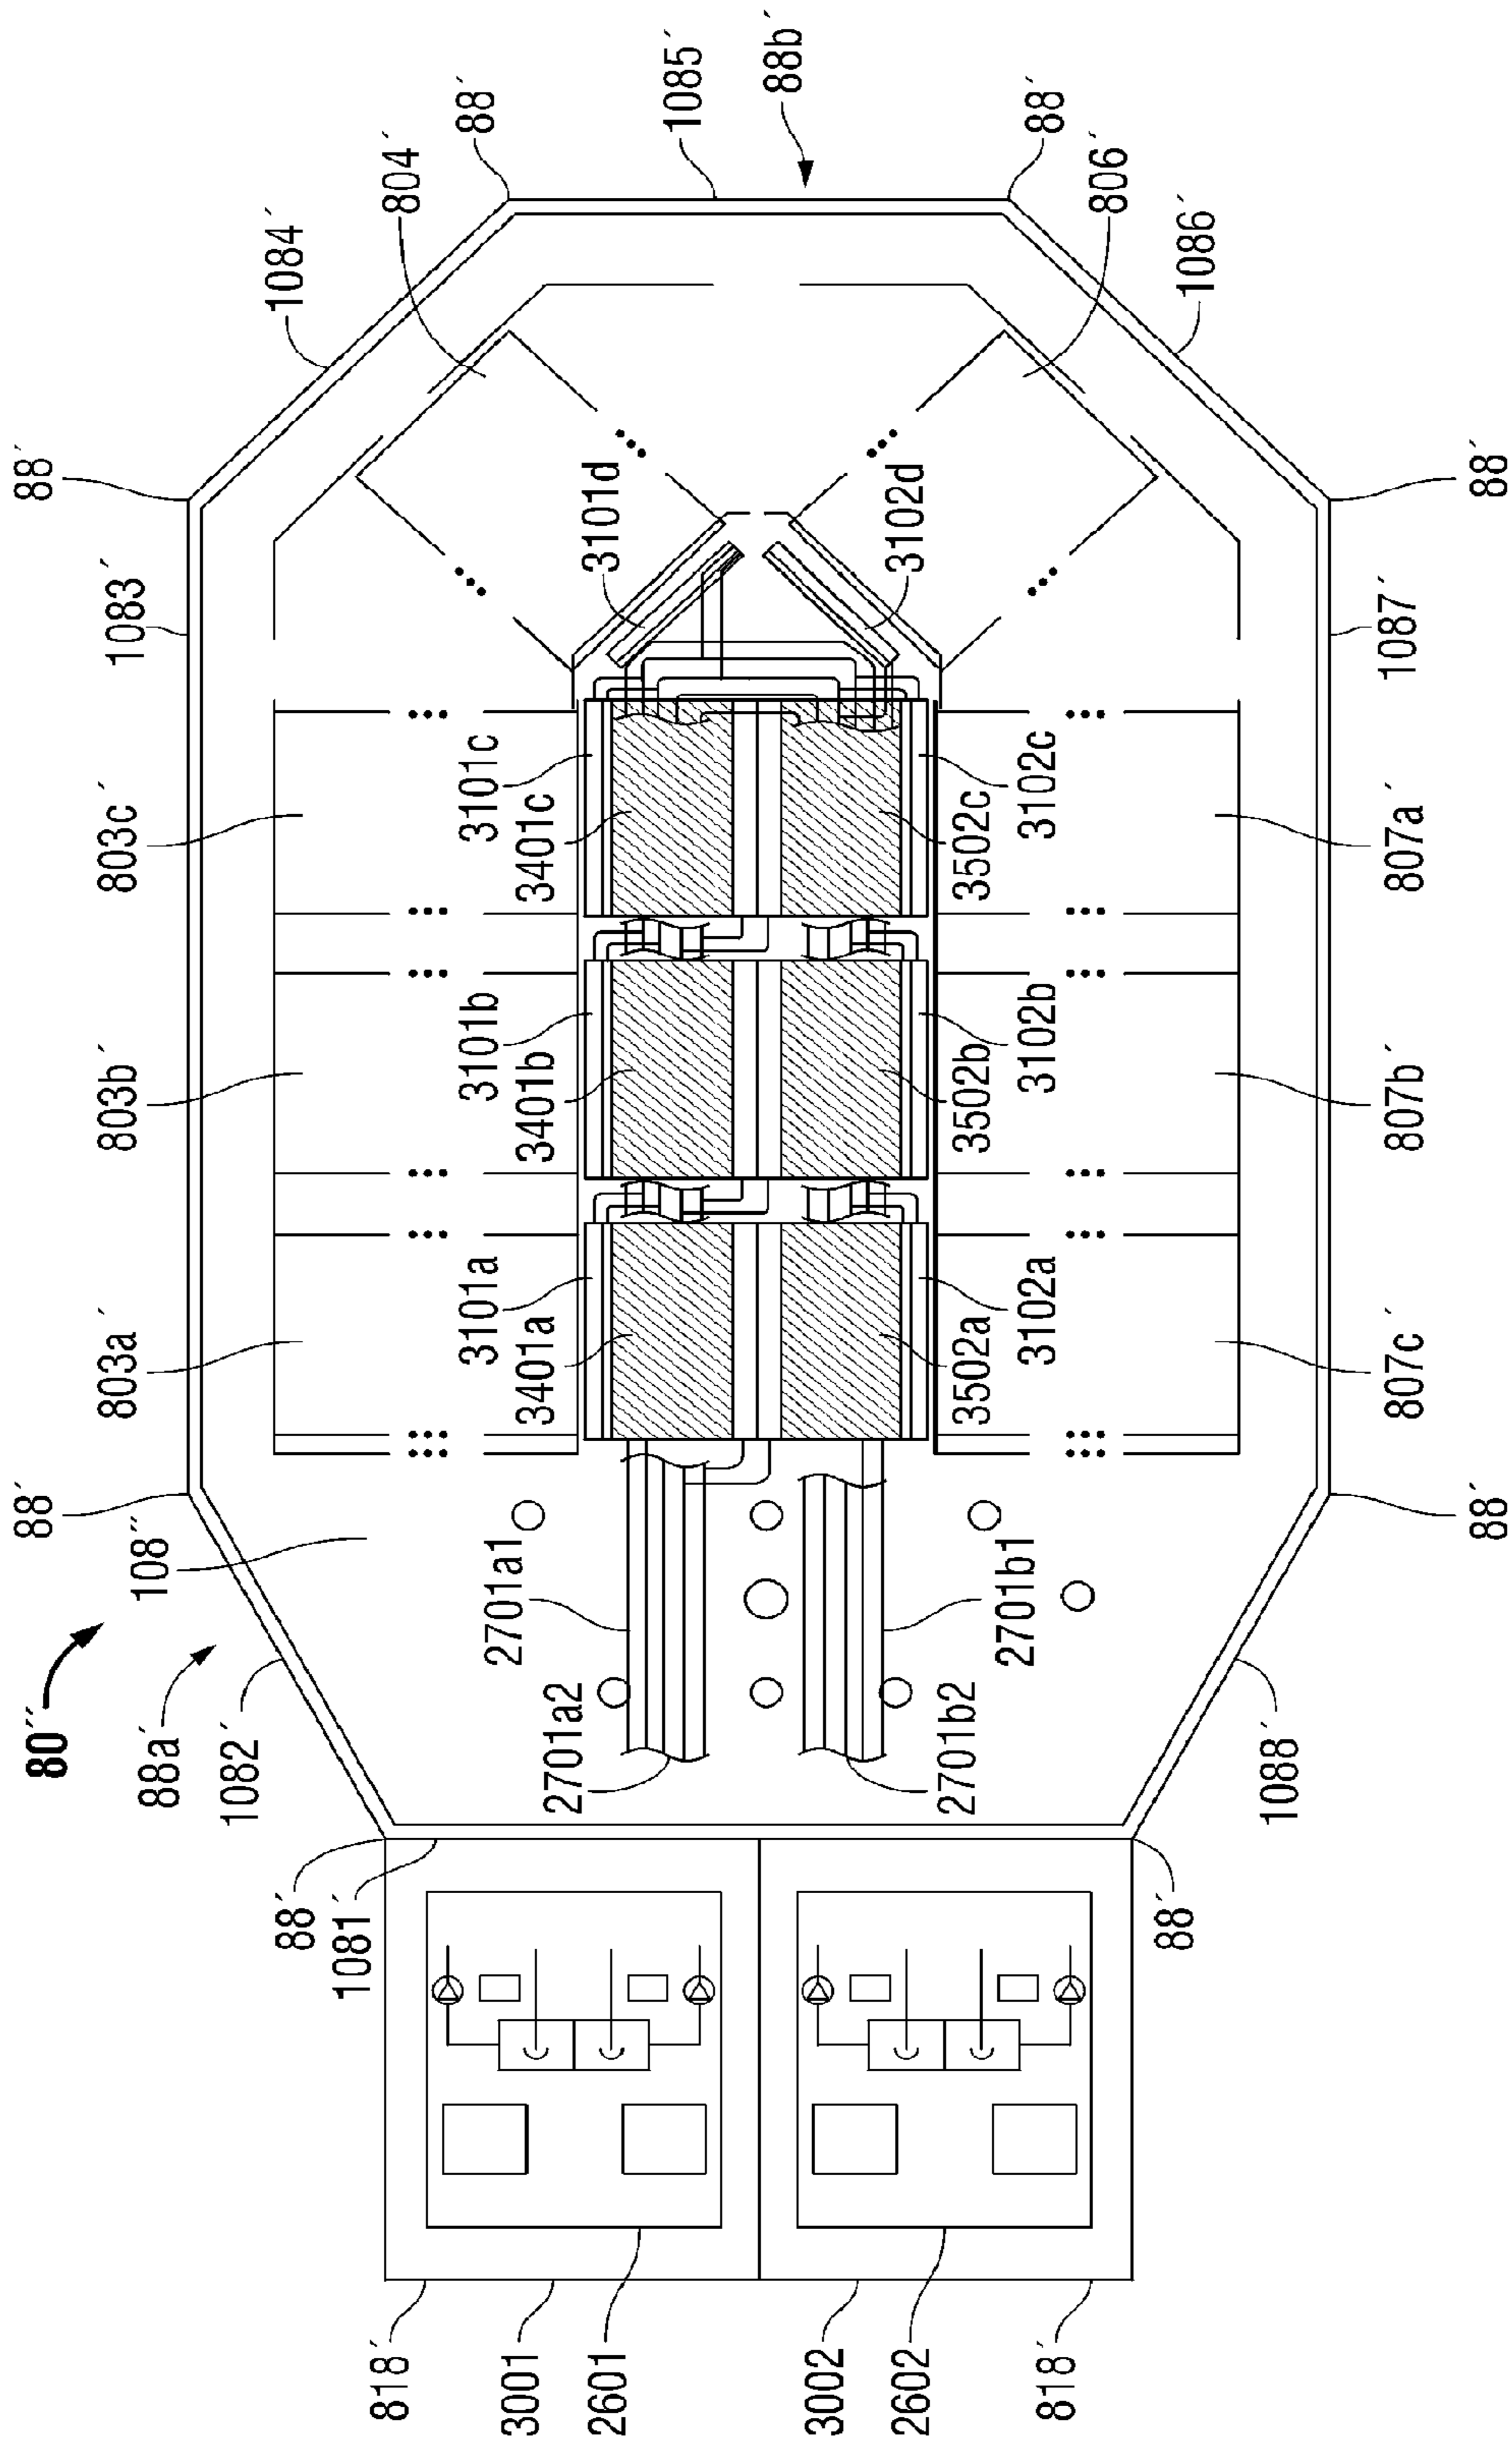 80´´
88a´
1082´
88´
108´´
803a´
803b´
1083´
803c´
88´
1084´
804´
88´
1085´
88b´
88´
806´
1086´
88´
1087´
807a´
807b´
807c´
88´
1088´
88´
1081´
88´
3101a
3401a
3101b
3401b
3101c
3401c
3101d
3102d
3502c
3102c
3502b
3102b
3502a
3102a
2701a1
2701a2
2701b1
2701b2
818´
3001
2601
3002
2602
818´